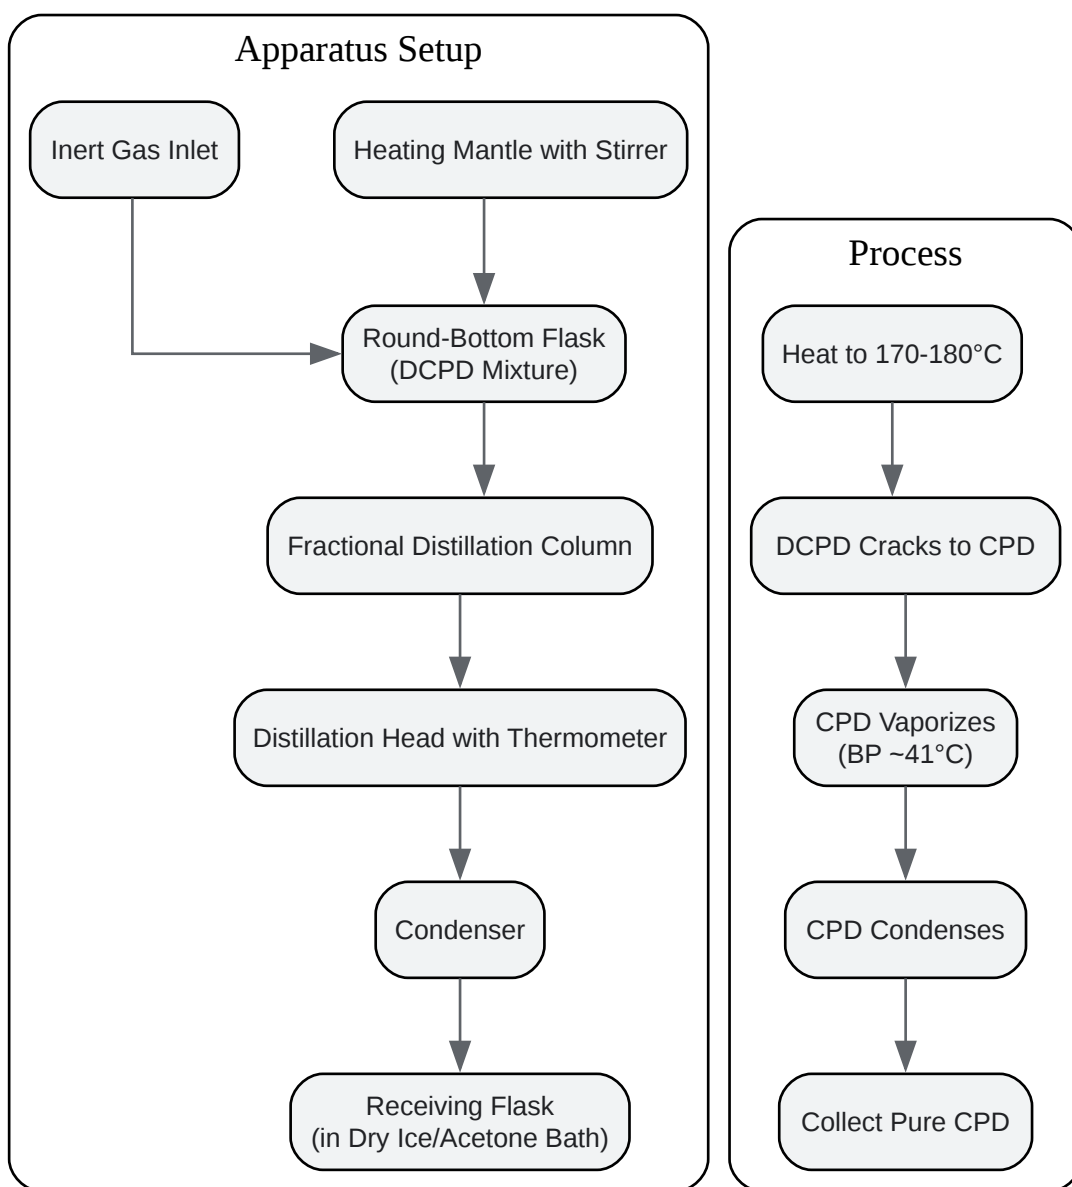 Apparatus Setup
Inert Gas Inlet
Heating Mantle with Stirrer
Round-Bottom Flask
(DCPD Mixture)
Fractional Distillation Column
Distillation Head with Thermometer
Condenser
Receiving Flask
(in Dry Ice/Acetone Bath)
Process
Heat to 170-180°C
DCPD Cracks to CPD
CPD Vaporizes
(BP ~41°C)
CPD Condenses
Collect Pure CPD